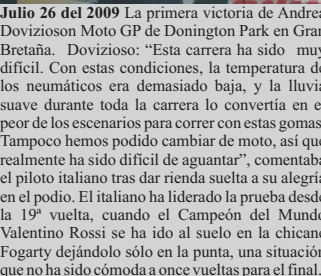 Julio 26 del 2009 La primera victoria de Andrea
Dovizioson Moto GP de Donington Park en Gran
Bretaña. Dovizioso: “Esta carrera ha sido muy
difícil. Con estas condiciones, la temperatura de
los neumáticos era demasiado baja, y la lluvia
suave durante toda la carrera lo convertía en el
peor de los escenarios para correr con estas gomas.
Tampoco hemos podido cambiar de moto, así que
realmente ha sido difícil de aguantar”, comentaba
el piloto italiano tras dar rienda suelta a su alegría
en el podio. El italiano ha liderado la prueba desde
la 19ª vuelta, cuando el Campeón del Mundo
Valentino Rossi se ha ido al suelo en la chicane
Fogarty dejándolo sólo en la punta, una situación
que no ha sido cómoda a once vueltas para el final.